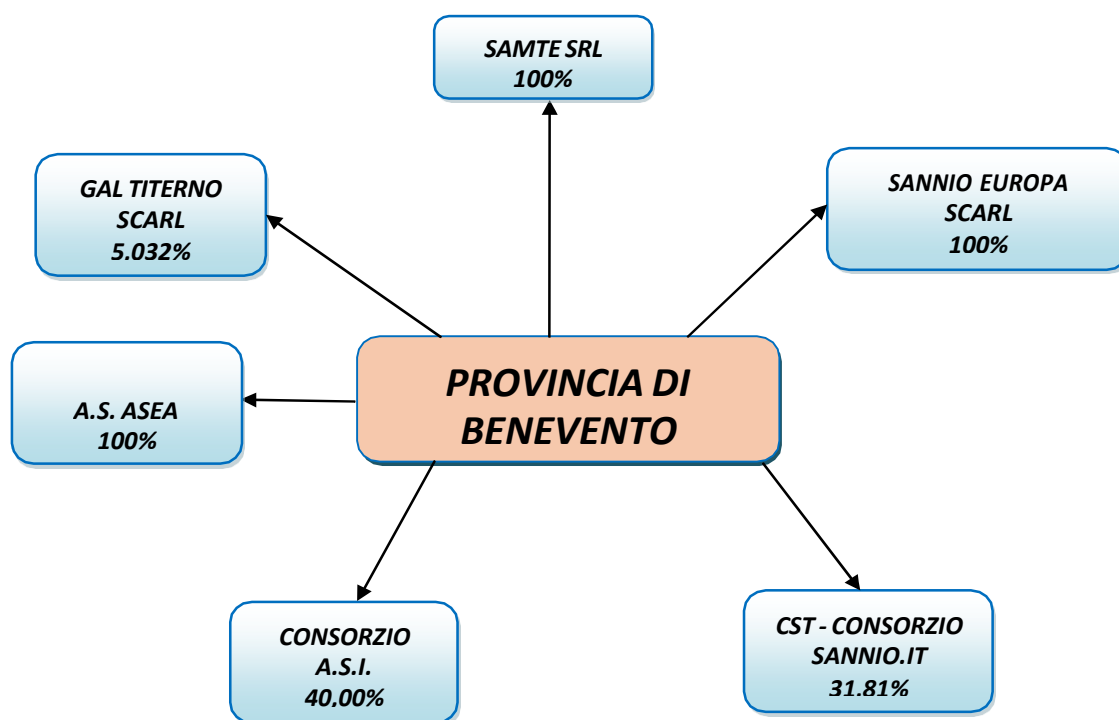 SAMTE SRL
100%
GAL TITERNO
SCARL
5.032%
SANNIO EUROPA
SCARL
100%
PROVINCIA DI
BENEVENTO
A.S. ASEA
100%
CONSORZIO
A.S.I.
40,00%
CST - CONSORZIO
SANNIO.IT
31.81%